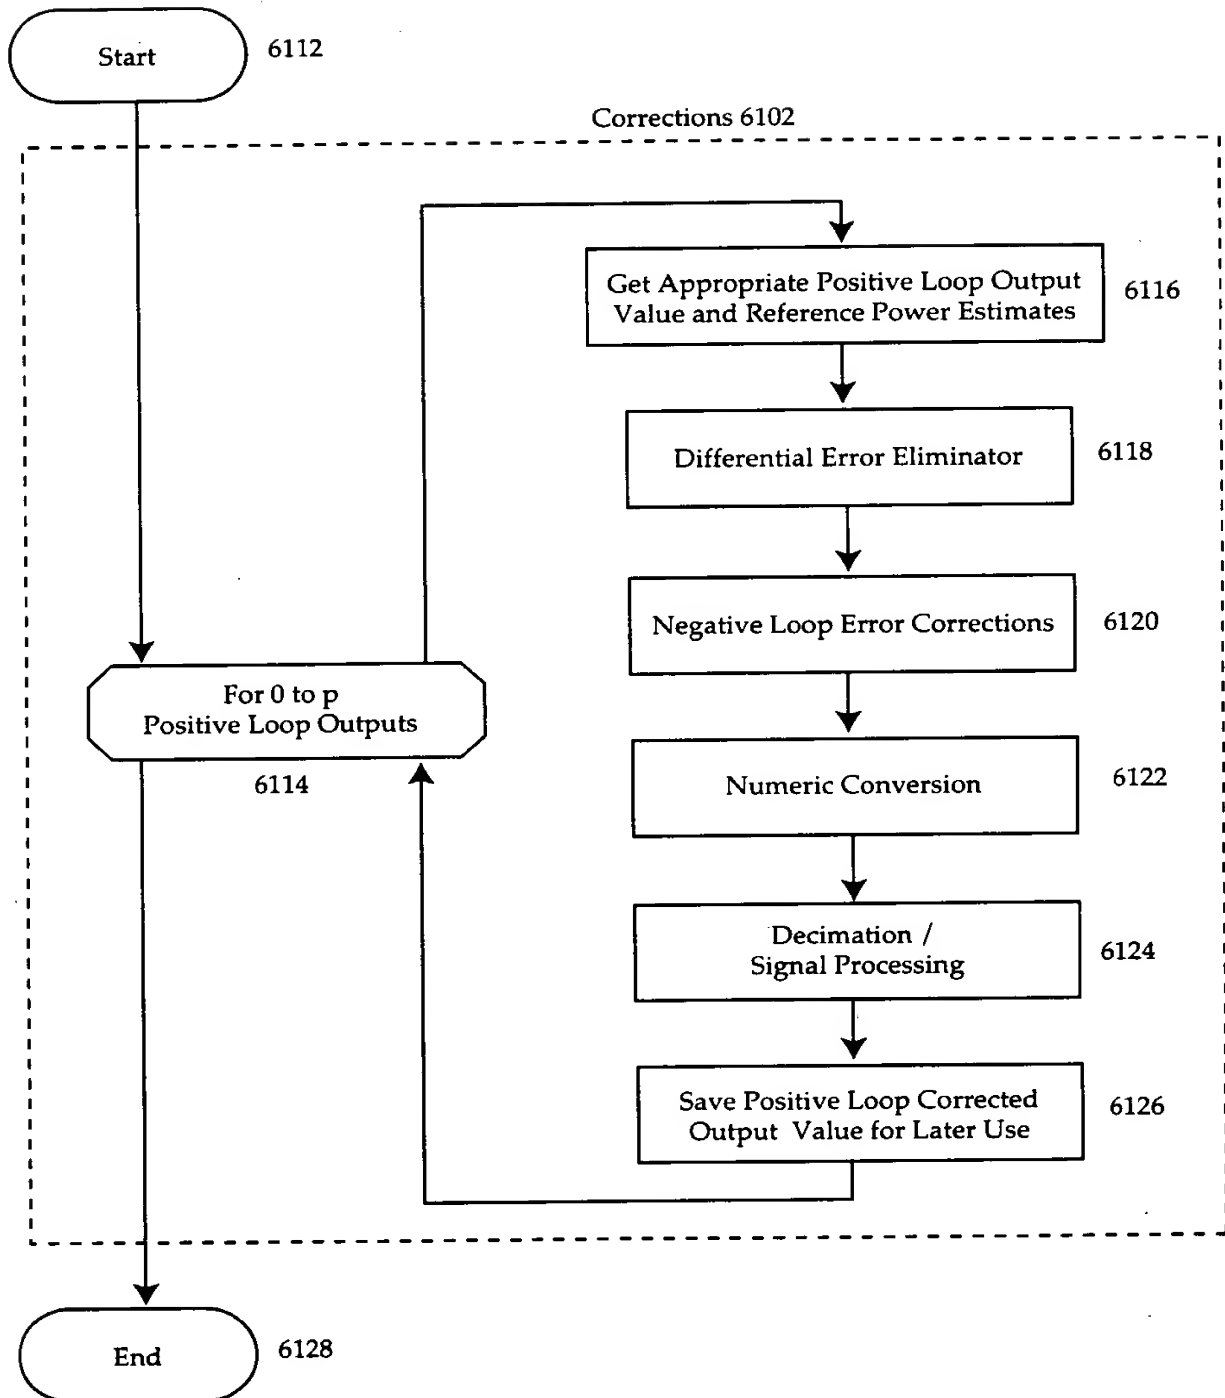 Start
6112
Corrections 6102
Get Appropriate Positive Loop Output
Value and Reference Power Estimates
6116
Differential Error Eliminator
6118
Negative Loop Error Corrections
6120
For 0 to p
Positive Loop Outputs
6114
Numeric Conversion
6122
Decimation /
Signal Processing
6124
Save Positive Loop Corrected
Output Value for Later Use
6126
End
6128